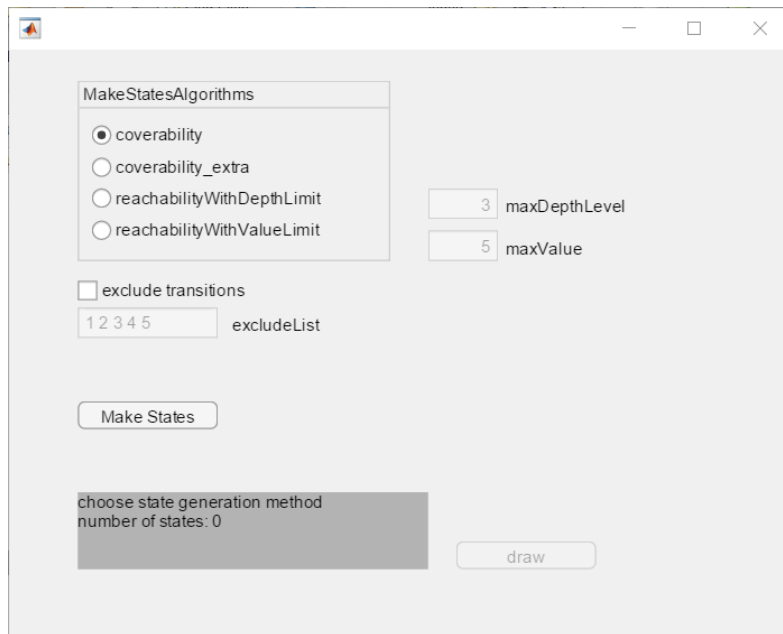 MakeStatesAlgorithms
coverability
coverability_extra
reachabilityWithDepthLimit
reachabilityWithValueLimit
3 maxDepthLevel
5 maxValue
exclude transitions
1 2 3 4 5 excludeList
Make States
choose state generation method
number of states: 0
draw